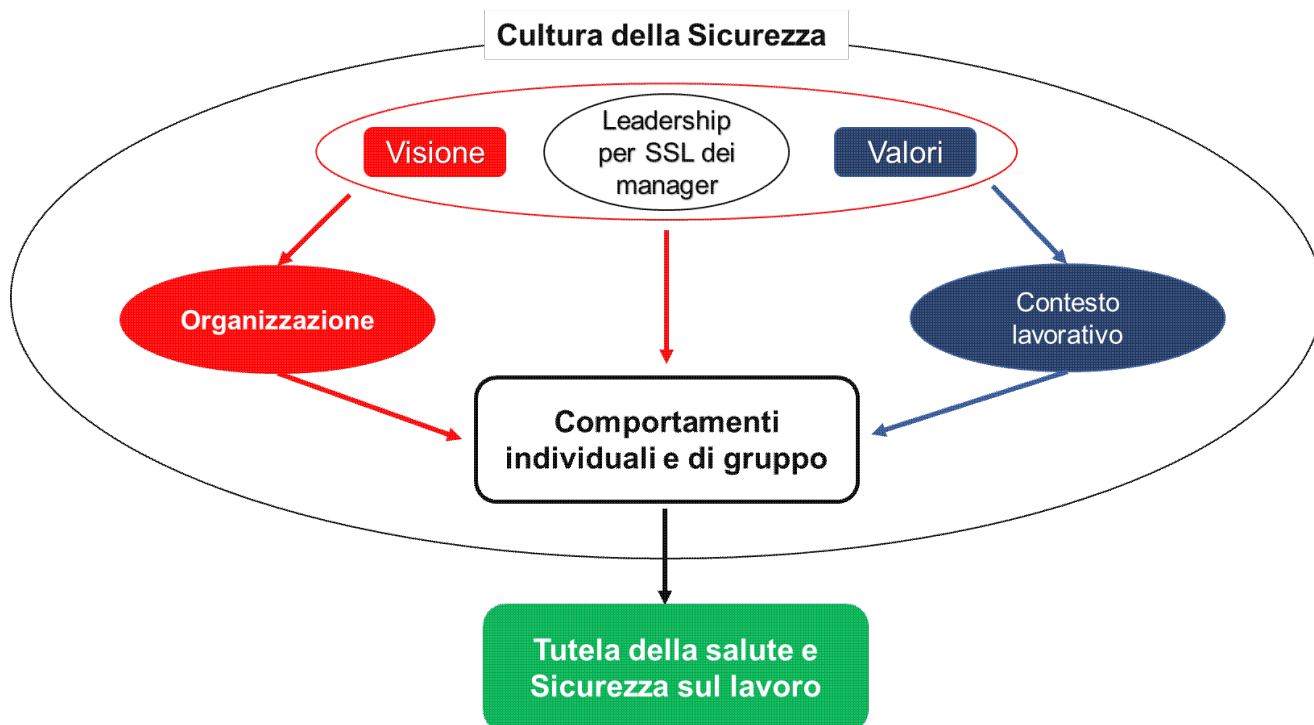 Cultura della Sicurezza
Visione
Leadership
per SSL dei
manager
Valori
Organizzazione
Contesto
lavorativo
Comportamenti
individuali e di gruppo
Tutela della salute e
Sicurezza sul lavoro